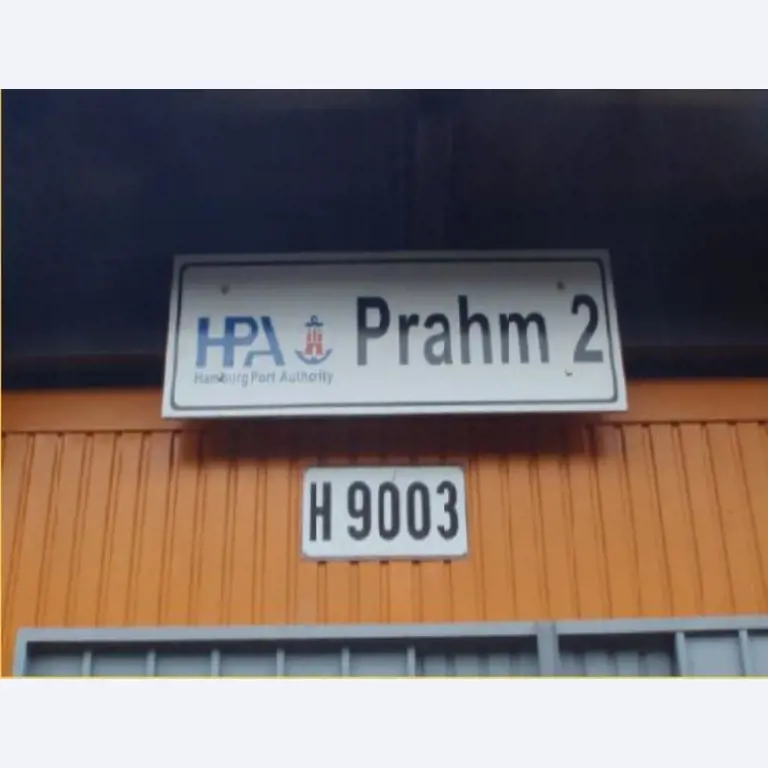 HPA Prahm 2
Hamburg Port Authority
H 9003